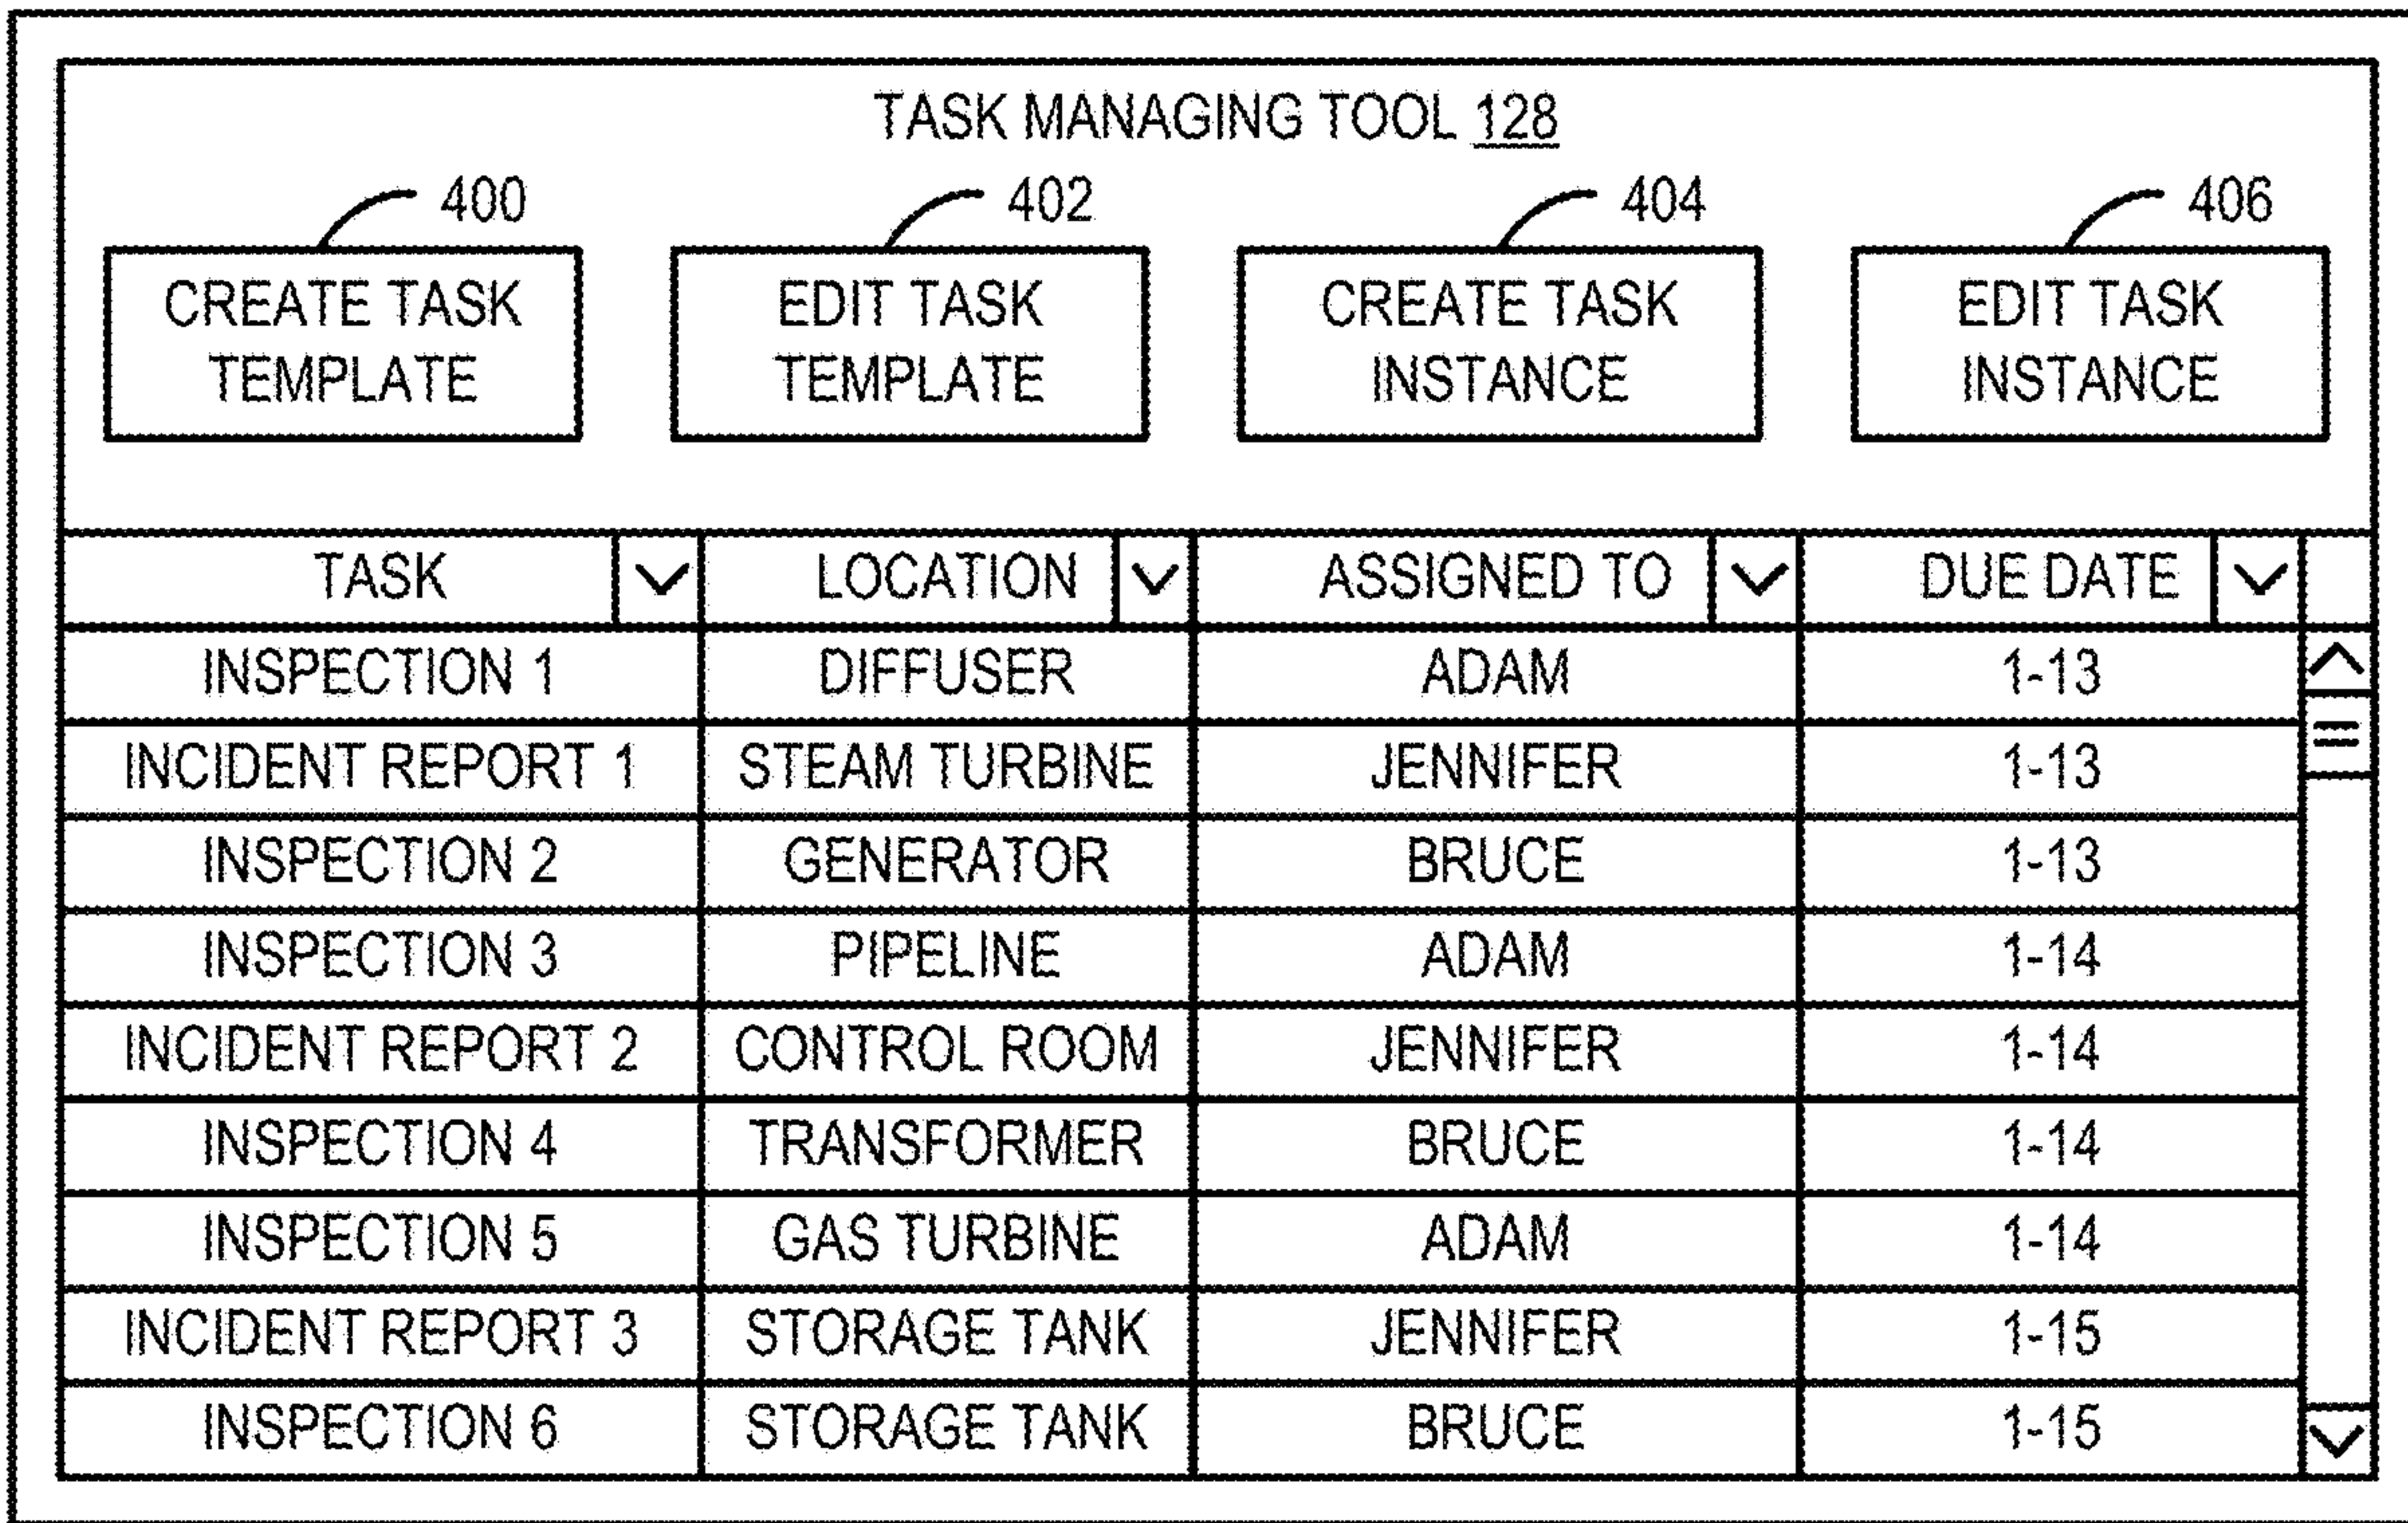 TASK MANAGING TOOL 128
400 402 404 406
CREATE TASK EDIT TASK CREATE TASK EDIT TASK
TEMPLATE TEMPLATE INSTANCE INSTANCE
TASK LOCATION ASSIGNED TO DUE DATE
INSPECTION 1 DIFFUSER ADAM 1-13
INCIDENT REPORT 1 STEAM TURBINE JENNIFER 1-13
INSPECTION 2 GENERATOR BRUCE 1-13
INSPECTION 3 PIPELINE ADAM 1-14
INCIDENT REPORT 2 CONTROL ROOM JENNIFER 1-14
INSPECTION 4 TRANSFORMER BRUCE 1-14
INSPECTION 5 GAS TURBINE ADAM 1-14
INCIDENT REPORT 3 STORAGE TANK JENNIFER 1-15
INSPECTION 6 STORAGE TANK BRUCE 1-15